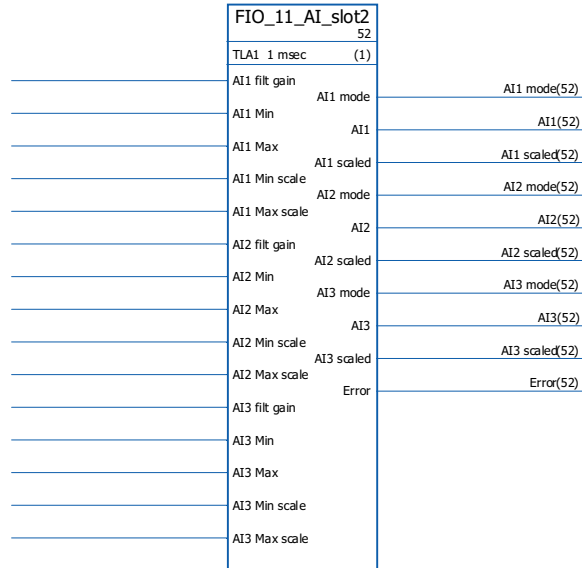 FIO_11_AI_slot2
52
TLA1 1 msec (1)
AI1 filt gain
AI1 mode
AI1 mode(52)
AI1 Min
AI1
AI1(52)
AI1 Max
AI1 scaled
AI1 scaled(52)
AI1 Min scale
AI2 mode
AI2 mode(52)
AI1 Max scale
AI2
AI2(52)
AI2 filt gain
AI2 scaled
AI2 scaled(52)
AI2 Min
AI3 mode
AI3 mode(52)
AI2 Max
AI3
AI3(52)
AI2 Min scale
AI3 scaled
AI3 scaled(52)
AI2 Max scale
Error
Error(52)
AI3 filt gain
AI3 Min
AI3 Max
AI3 Min scale
AI3 Max scale